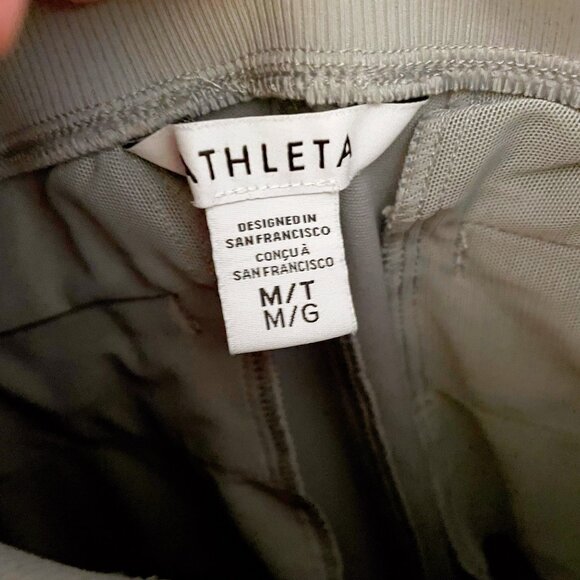 ATHLETA
DESIGNED IN
SAN FRANCISCO
CONÇU À
SAN FRANCISCO
M/T
M/G